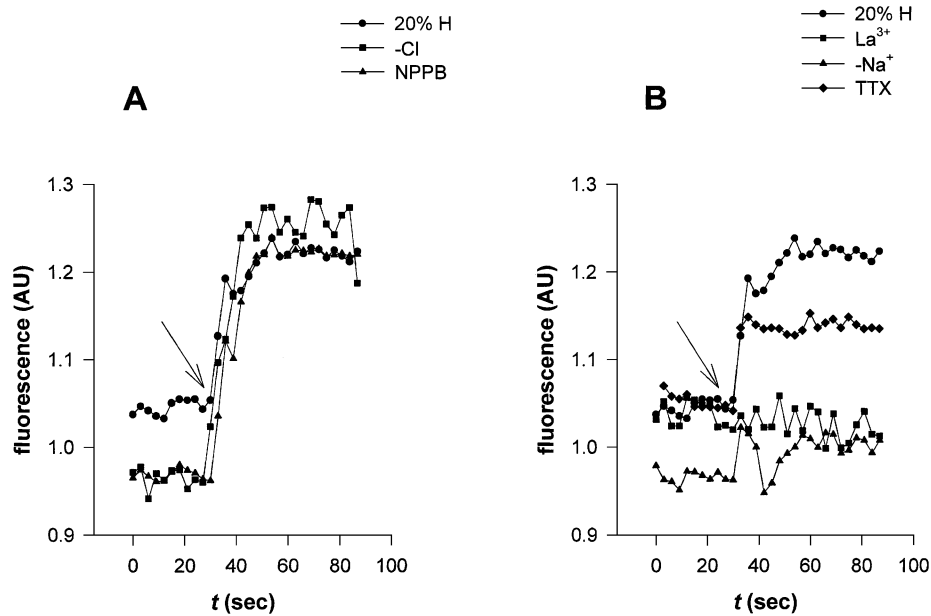 20% H
-Cl
NPPB
A
1.3
1.2
1.1
1.0
0.9
fluorescence (AU)
0 20 40 60 80 100
t (sec)
20% H
La³⁺
-Na⁺
TTX
B
1.3
1.2
1.1
1.0
0.9
fluorescence (AU)
0 20 40 60 80 100
t (sec)